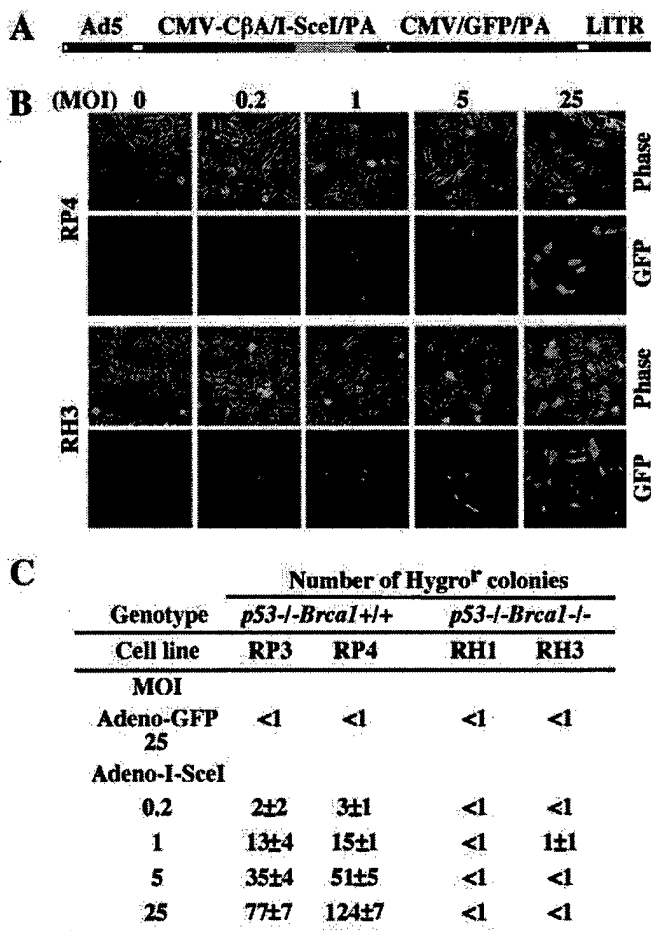 A Ad5 CMV-CβA/I-SceI/PA CMV/GFP/PA LITR
B (MOI) 0 0.2 1 5 25
RP4
Phase
GFP
RH3
Phase
GFP
C
Number of Hygroʳ colonies
Genotype p53-/-Brca1+/+ p53-/-Brca1-/-
Cell line RP3 RP4 RH1 RH3
MOI
Adeno-GFP <1 <1 <1 <1
25
Adeno-I-SceI
0.2 2±2 3±1 <1 <1
1 13±4 15±1 <1 1±1
5 35±4 51±5 <1 <1
25 77±7 124±7 <1 <1